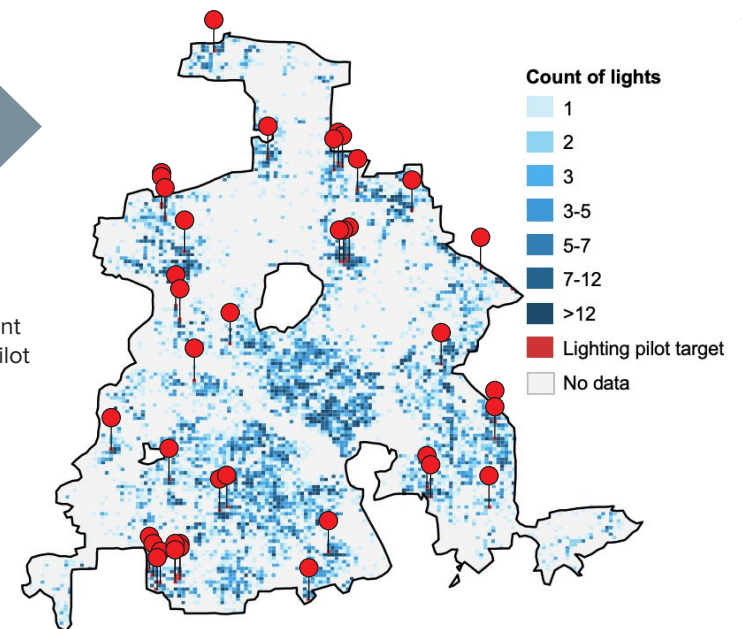 nt
ilot
Count of lights
1
2
3
3-5
5-7
7-12
>12
Lighting pilot target
No data